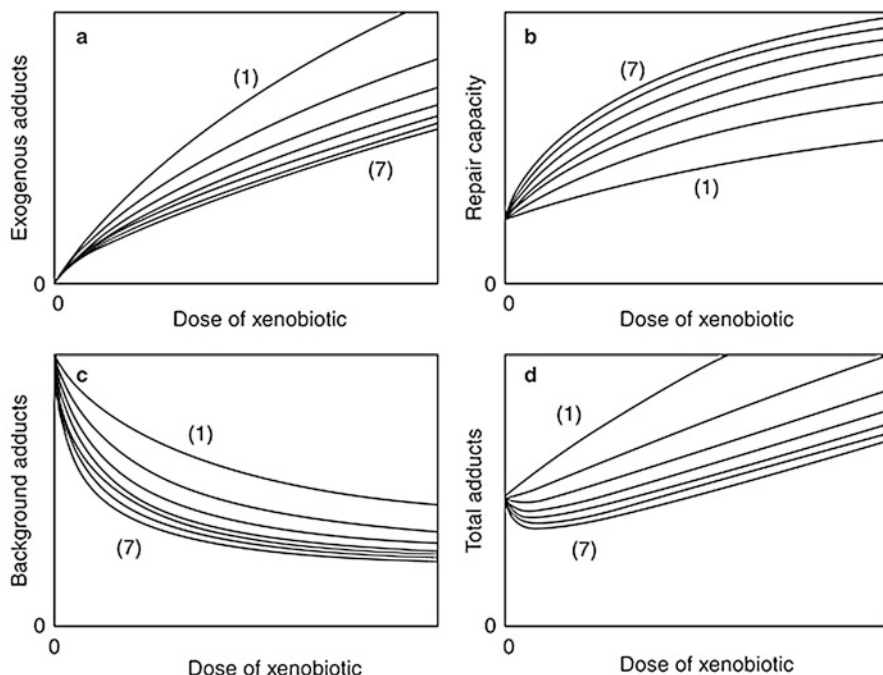 a
(1)
(7)
Exogenous adducts
0
0
Dose of xenobiotic
b
(7)
(1)
Repair capacity
0
0
Dose of xenobiotic
c
(1)
(7)
Background adducts
0
0
Dose of xenobiotic
d
(1)
(7)
Total adducts
0
0
Dose of xenobiotic